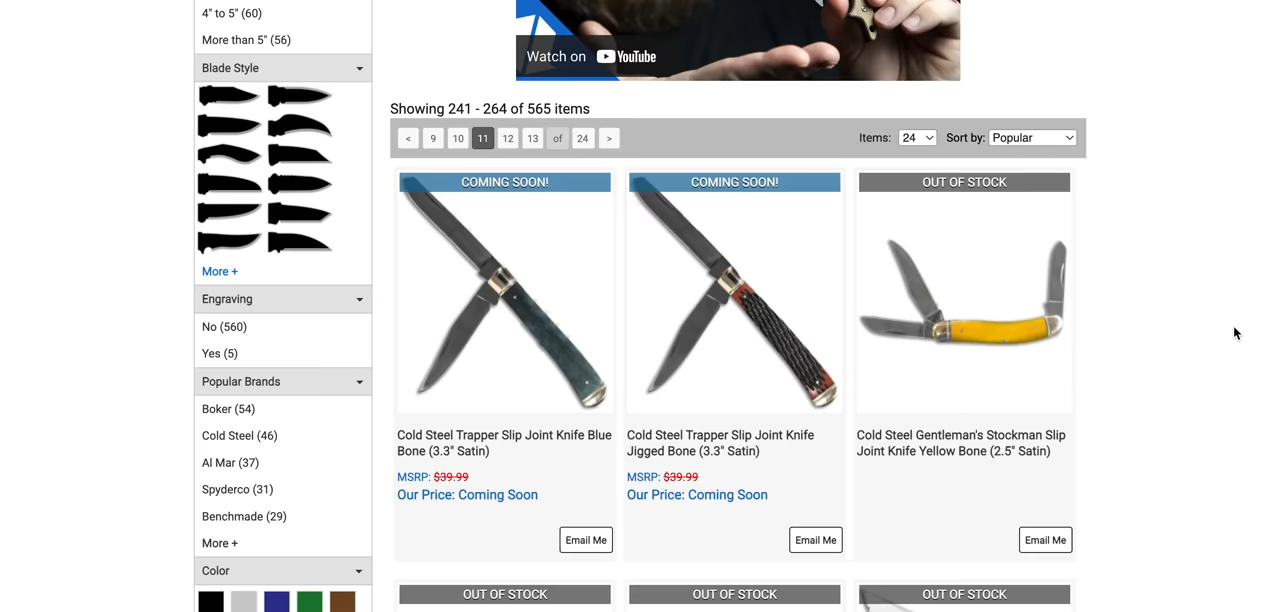 4" to 5" (60)
More than 5" (56)
Blade Style
More +
Engraving
No (560)
Yes (5)
Popular Brands
Boker (54)
Cold Steel (46)
Al Mar (37)
Spyderco (31)
Benchmade (29)
More +
Color
Watch on YouTube
Showing 241 - 264 of 565 items
< 9 10 11 12 13 of 24 >
Items: 24 Sort by: Popular
COMING SOON!
Cold Steel Trapper Slip Joint Knife Blue
Bone (3.3" Satin)
MSRP: $39.99
Our Price: Coming Soon
Email Me
COMING SOON!
Cold Steel Trapper Slip Joint Knife
Jigged Bone (3.3" Satin)
MSRP: $39.99
Our Price: Coming Soon
Email Me
OUT OF STOCK
Cold Steel Gentleman's Stockman Slip
Joint Knife Yellow Bone (2.5" Satin)
Email Me
OUT OF STOCK
OUT OF STOCK
OUT OF STOCK